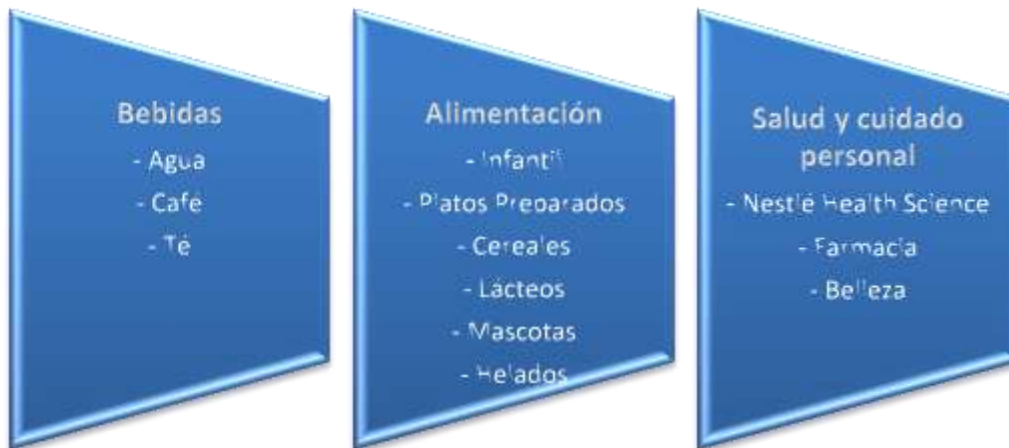 Bebidas
- Agua
- Café
- Té
Alimentación
- Infantil
- Platos Preparados
- Cereales
- Lácteos
- Mascotas
- Helados
Salud y cuidado
personal
- Nestlé Health Science
- Farmacia
- Belleza